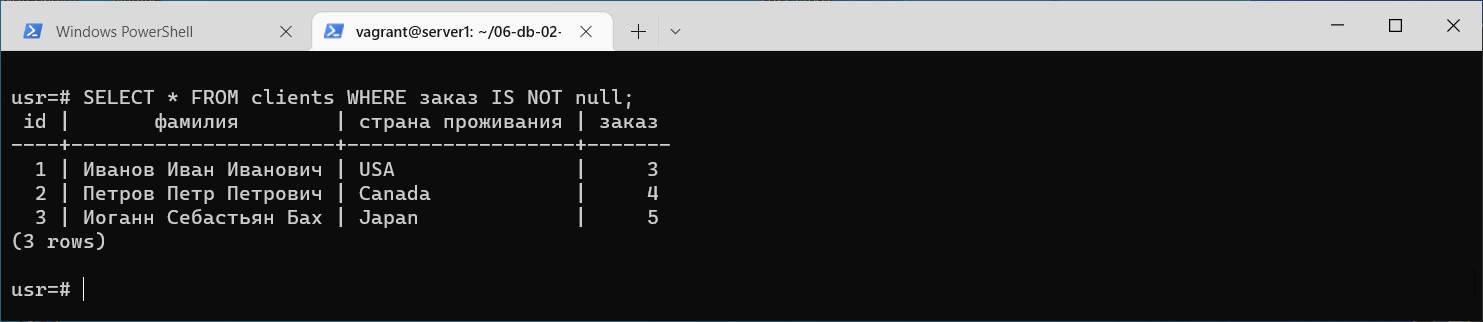 Windows PowerShell
vagrant@server1: ~/06-db-02-
usr=# SELECT * FROM clients WHERE заказ IS NOT null;
 id |       фамилия        | страна проживания | заказ
----+----------------------+-------------------+-------
  1 | Иванов Иван Иванович | USA               |     3
  2 | Петров Петр Петрович | Canada            |     4
  3 | Иоганн Себастьян Бах | Japan             |     5
(3 rows)
usr=#